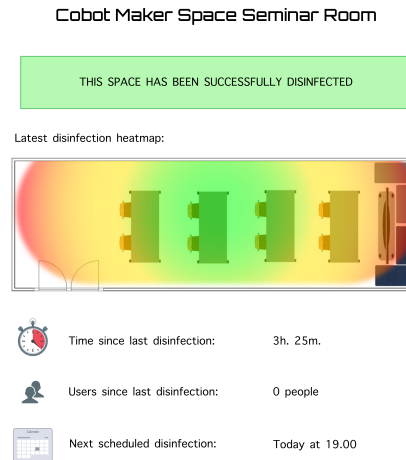 Cobot Maker Space Seminar Room
THIS SPACE HAS BEEN SUCCESSFULLY DISINFECTED
Latest disinfection heatmap:
Time since last disinfection: 3h. 25m.
Users since last disinfection: 0 people
Next scheduled disinfection: Today at 19.00